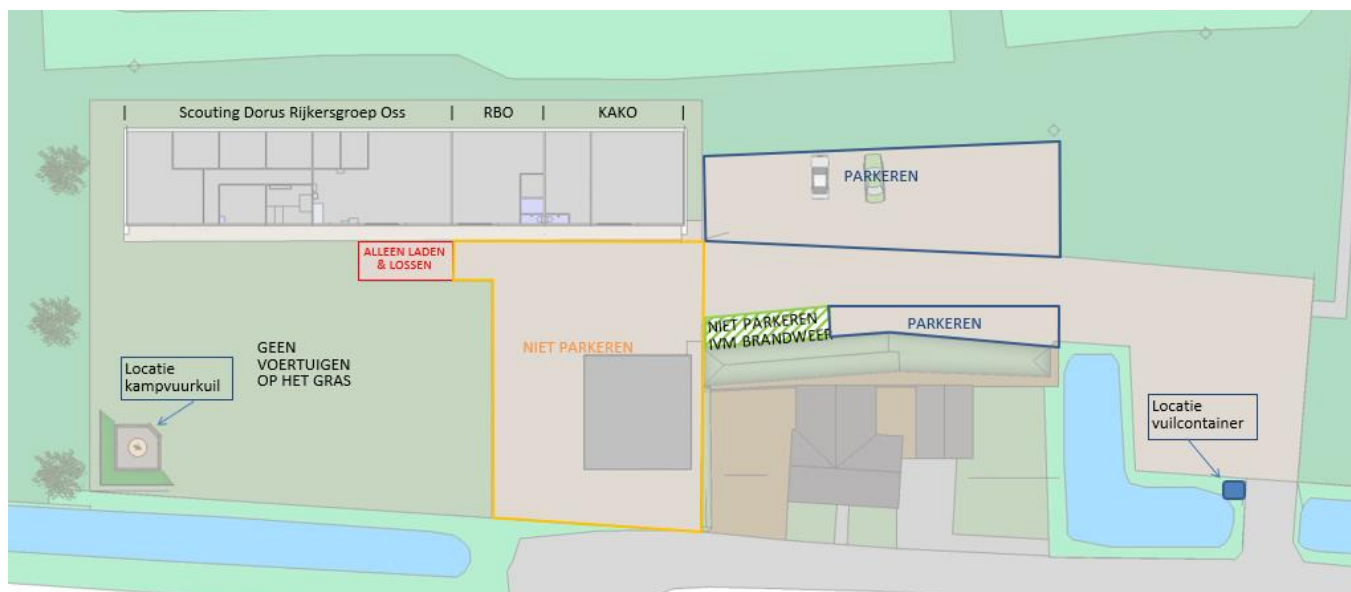 | Scouting Dorus Rijkersgroep Oss | RBO | KAKO |
PARKEREN
ALLEEN LADEN
& LOSSEN
NIET PARKEREN
IVM BRANDWEER
PARKEREN
NIET PARKEREN
GEEN
VOERTUIGEN
OP HET GRAS
Locatie
kampvuurkuil
Locatie
vuilcontainer